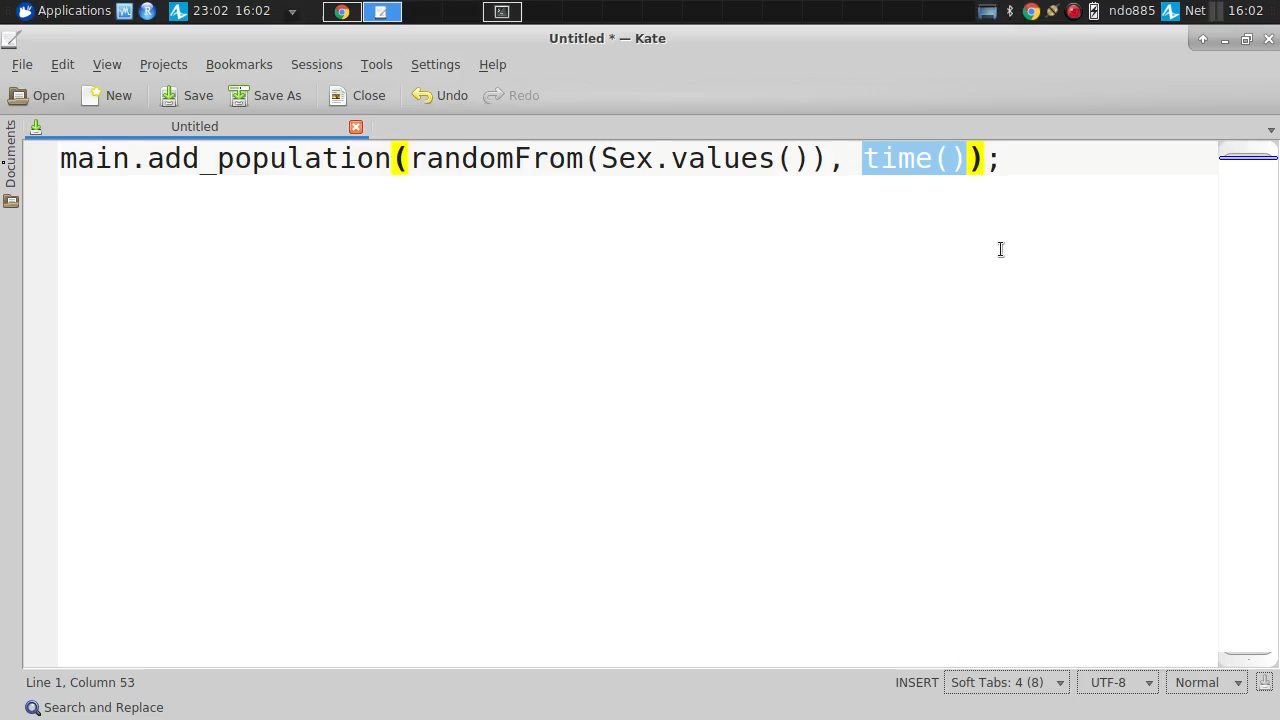 Applications 23:02 16:02 ndo885 Net 16:02
Untitled * — Kate
File Edit View Projects Bookmarks Sessions Tools Settings Help
Open New Save Save As Close Undo Redo
Documents
Untitled
main.add_population(randomFrom(Sex.values()), time());
Line 1, Column 53 INSERT Soft Tabs: 4 (8) UTF-8 Normal
Search and Replace